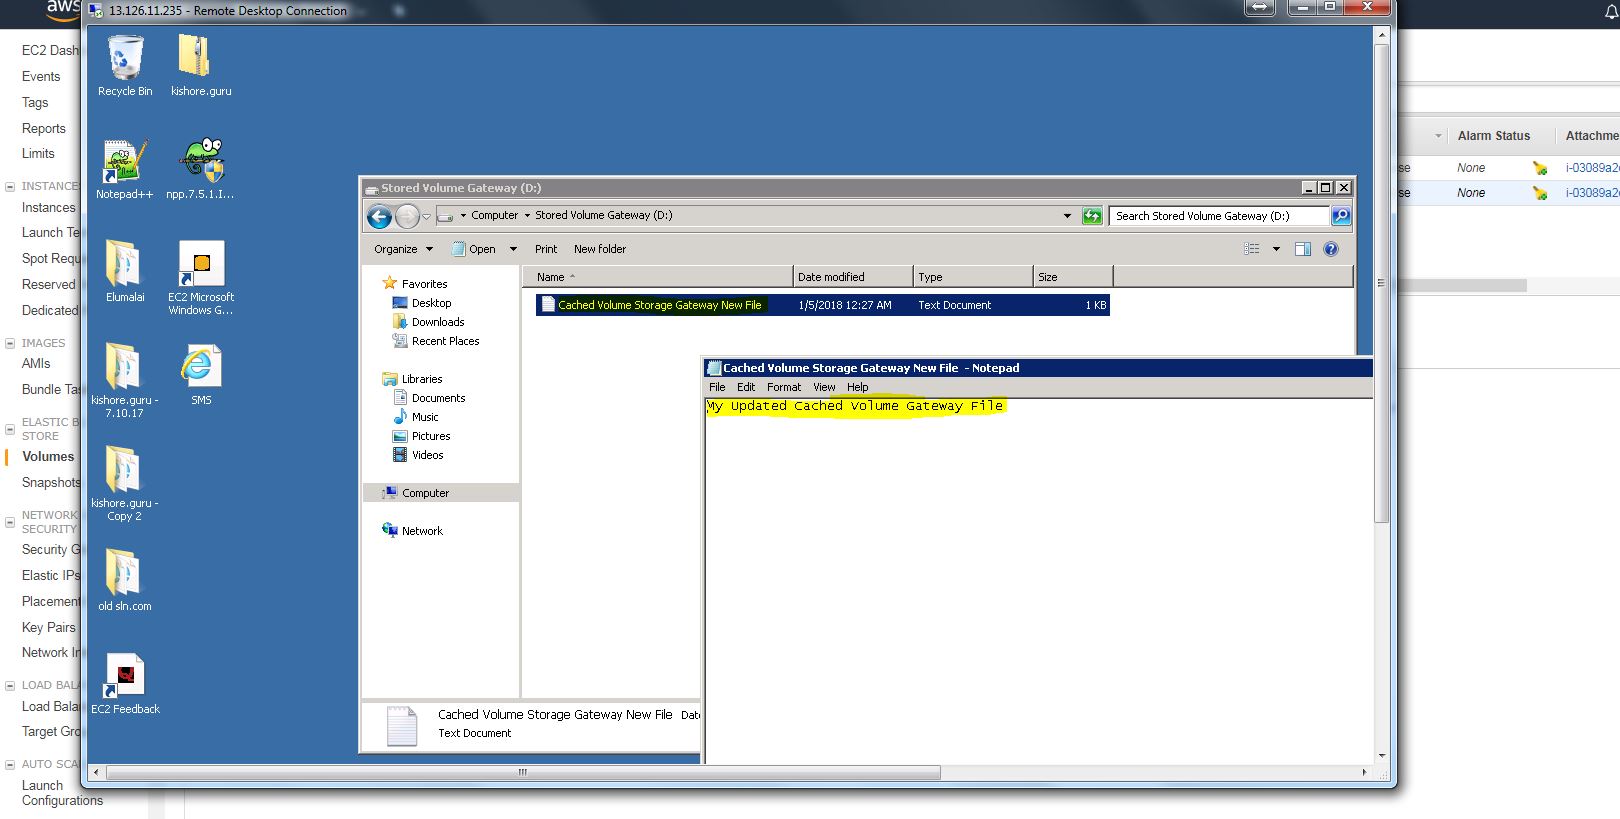 aws
13.126.11.235 - Remote Desktop Connection
EC2 Dash
Events
Tags
Reports
Limits
INSTANCES
Instances
Launch Te
Spot Requ
Reserved
Dedicated
IMAGES
AMIs
Bundle Tas
ELASTIC B
STORE
Volumes
Snapshots
NETWORK
SECURITY
Security G
Elastic IPs
Placement
Key Pairs
Network In
LOAD BALA
Load Balar
Target Gro
AUTO SCA
Launch
Configurations
Recycle Bin
kishore.guru
Notepad++
npp.7.5.1.I...
Elumalai
EC2 Microsoft
Windows G...
kishore.guru -
7.10.17
SMS
kishore.guru -
Copy 2
old sln.com
EC2 Feedback
Stored Volume Gateway (D:)
Computer
Stored Volume Gateway (D:)
Search Stored Volume Gateway (D:)
Organize
Open
Print
New folder
Favorites
Desktop
Downloads
Recent Places
Libraries
Documents
Music
Pictures
Videos
Computer
Network
Name
Date modified
Type
Size
Cached Volume Storage Gateway New File
1/5/2018 12:27 AM
Text Document
1 KB
Cached Volume Storage Gateway New File - Notepad
File Edit Format View Help
My Updated Cached Volume Gateway File
Cached Volume Storage Gateway New File Date
Text Document
Alarm Status
Attachme
se
None
i-03089a2
se
None
i-03089a2